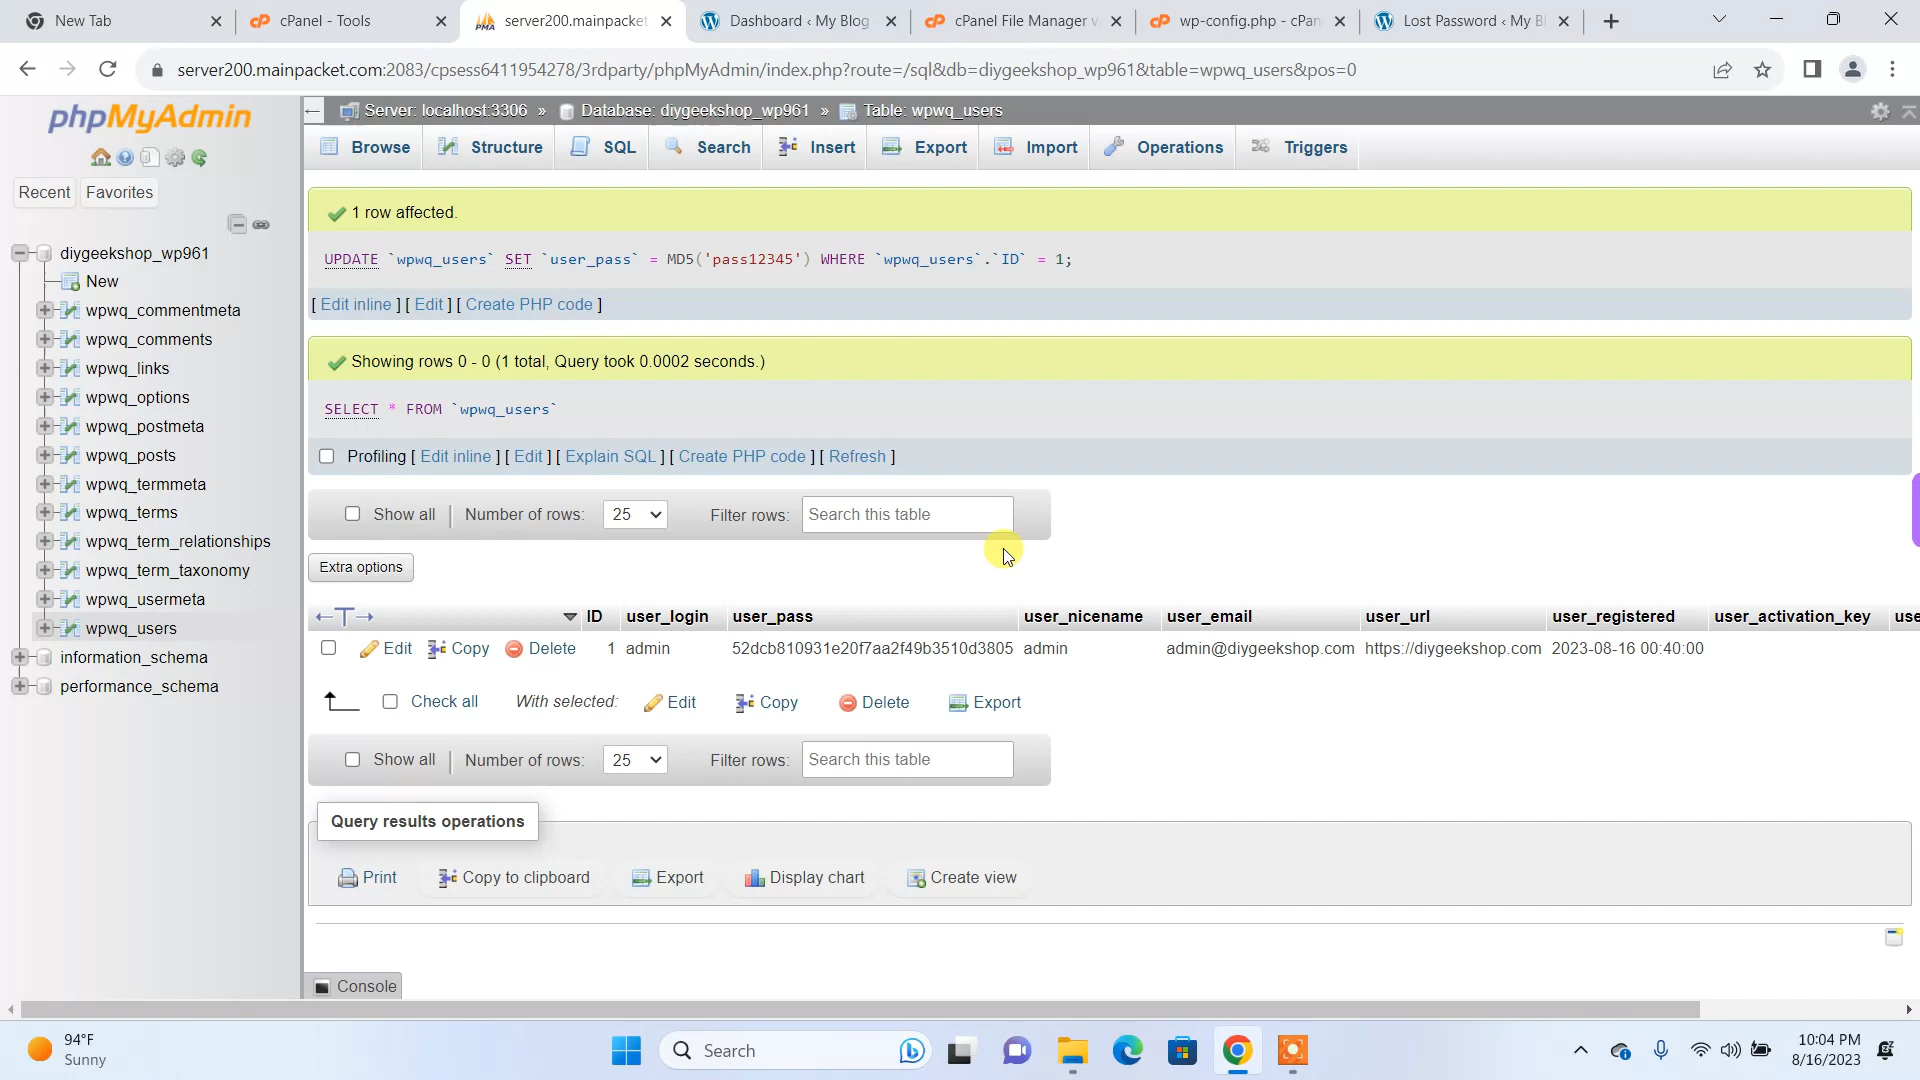 New Tab
cPanel - Tools
server200.mainpacket
Dashboard ‹ My Blog
cPanel File Manager v
wp-config.php - cPan
Lost Password ‹ My Bl
server200.mainpacket.com:2083/cpsess6411954278/3rdparty/phpMyAdmin/index.php?route=/sql&db=diygeekshop_wp961&table=wpwq_users&pos=0
phpMyAdmin
Recent
Favorites
diygeekshop_wp961
New
wpwq_commentmeta
wpwq_comments
wpwq_links
wpwq_options
wpwq_postmeta
wpwq_posts
wpwq_termmeta
wpwq_terms
wpwq_term_relationships
wpwq_term_taxonomy
wpwq_usermeta
wpwq_users
information_schema
performance_schema
Server: localhost:3306 » Database: diygeekshop_wp961 » Table: wpwq_users
Browse Structure SQL Search Insert Export Import Operations Triggers
1 row affected.
UPDATE `wpwq_users` SET `user_pass` = MD5('pass12345') WHERE `wpwq_users`.`ID` = 1;
[ Edit inline ] [ Edit ] [ Create PHP code ]
Showing rows 0 - 0 (1 total, Query took 0.0002 seconds.)
SELECT * FROM `wpwq_users`
Profiling [ Edit inline ] [ Edit ] [ Explain SQL ] [ Create PHP code ] [ Refresh ]
Show all | Number of rows: 25 Filter rows: Search this table
Extra options
←T→ ID user_login user_pass user_nicename user_email user_url user_registered user_activation_key use
Edit Copy Delete 1 admin 52dcb810931e20f7aa2f49b3510d3805 admin admin@diygeekshop.com https://diygeekshop.com 2023-08-16 00:40:00
Check all With selected: Edit Copy Delete Export
Show all | Number of rows: 25 Filter rows: Search this table
Query results operations
Print Copy to clipboard Export Display chart Create view
Console
94°F
Sunny
Search
10:04 PM
8/16/2023